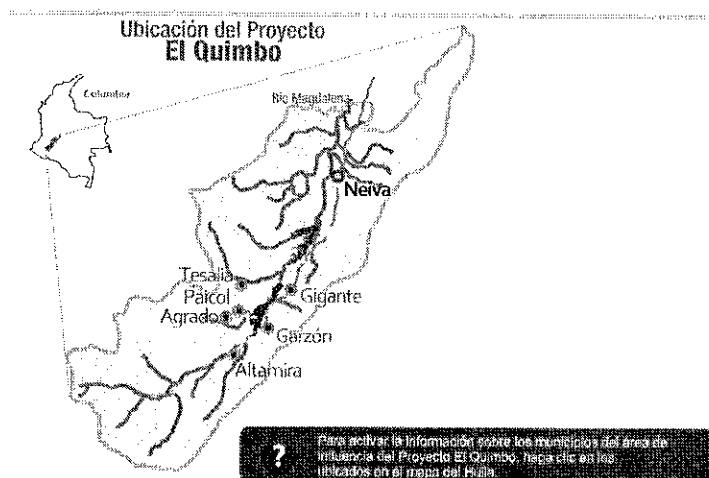 Ubicación del Proyecto
El Quimbo
Colombia
Río Magdalena
Neiva
Tesalia
Paicol
Agrado
Gigante
Garzón
Altamira
?
Para activar la información sobre los municipios del área de
influencia del Proyecto El Quimbo, haga clic en los
ubicados en el mapa del Huila.